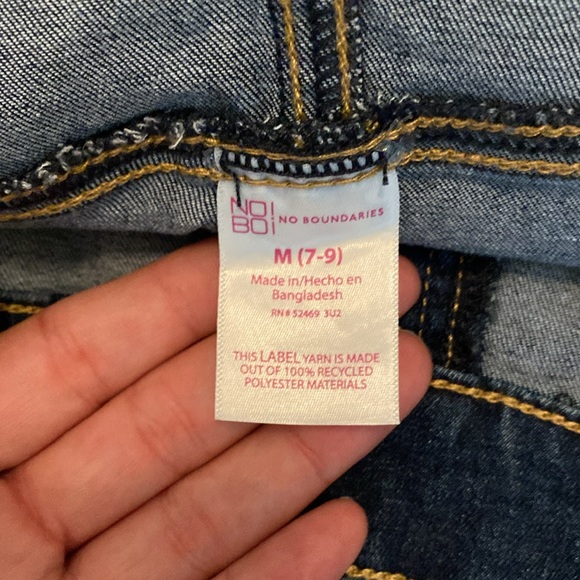 NO!
BO!
NO BOUNDARIES
M (7-9)
Made in/Hecho en
Bangladesh
RN# 52469 3U2
THIS LABEL YARN IS MADE
OUT OF 100% RECYCLED
POLYESTER MATERIALS